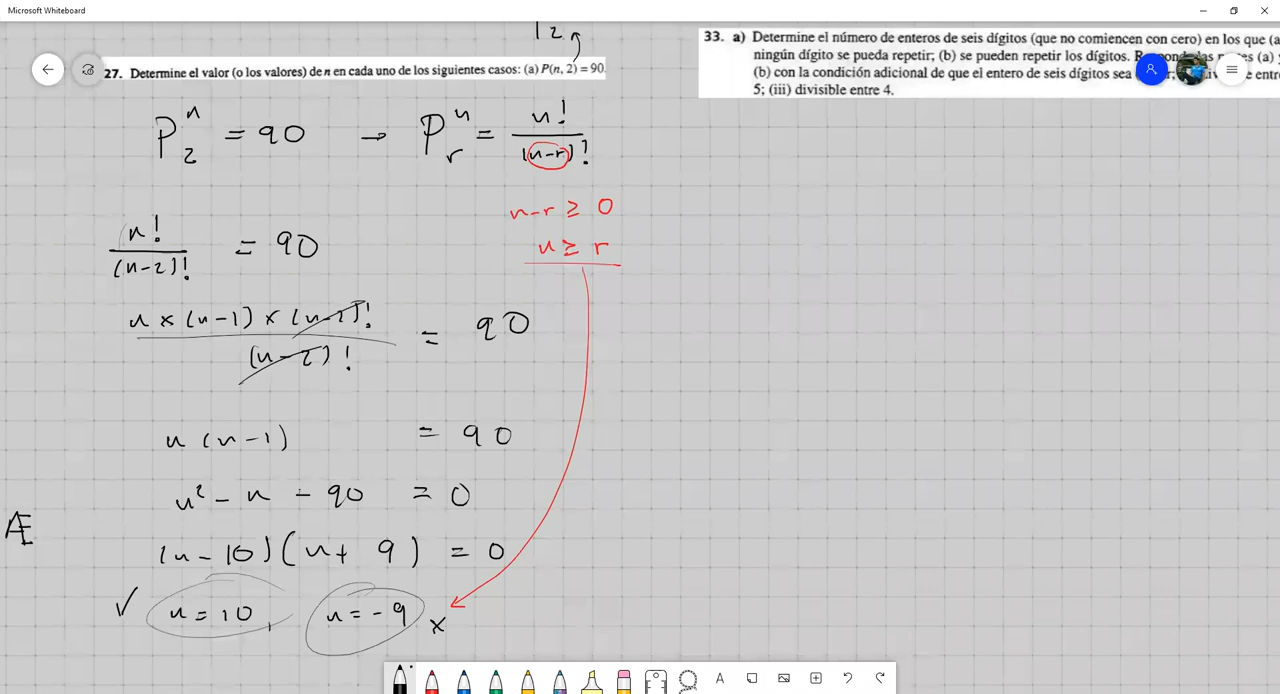 Microsoft Whiteboard
12
27. Determine el valor (o los valores) de n en cada uno de los siguientes casos: (a) P(n, 2) = 90.
P n 2 = 90 → P n r = n! / (n-r)!
n-r ≥ 0
n ≥ r
n! / (n-2)! = 90
n × (n-1) × (n-2)! / (n-2)! = 90
n (n-1) = 90
n² - n - 90 = 0
Æ
(n - 10) (n + 9) = 0
✓ n = 10, n = -9 x
33. a) Determine el número de enteros de seis dígitos (que no comiencen con cero) en los que (a
ningún dígito se pueda repetir; (b) se pueden repetir los dígitos. (a) y
(b) con la condición adicional de que el entero de seis dígitos sea entre
5; (iii) divisible entre 4.
A